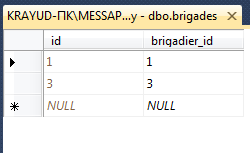 KRAYUD-ПК\MESSAP...y - dbo.brigades
id brigadier_id
1 1
3 3
NULL NULL